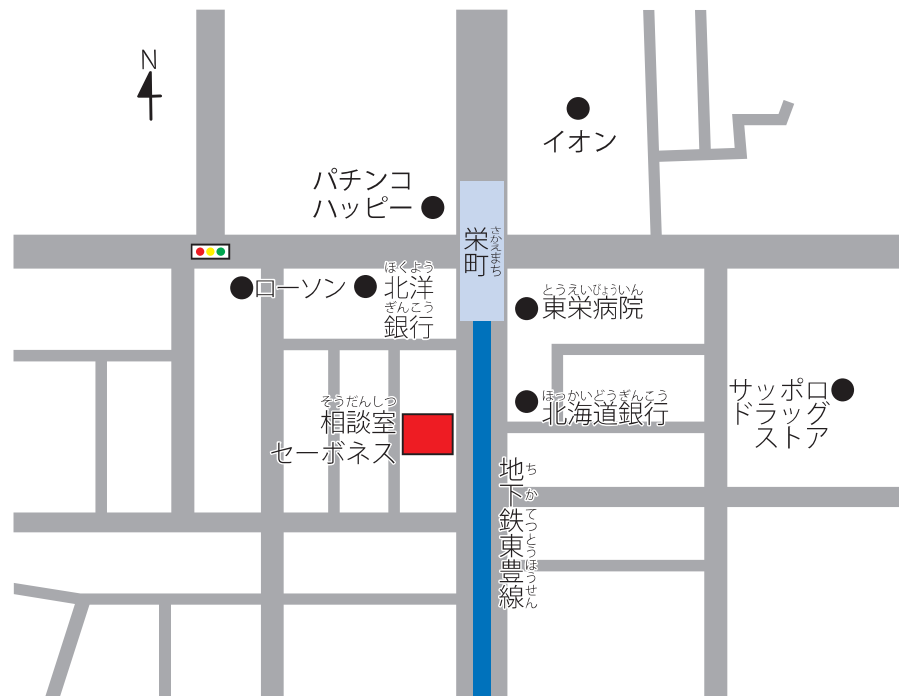 N
イオン
パチンコ
ハッピー
栄町
さかえまち
ローソン
ほくよう
北洋
ぎんこう
銀行
とうえいびょういん
東栄病院
ほっかいどうぎんこう
北海道銀行
サッポロ
ドラッグ
ストア
そうだんしつ
相談室
セーボネス
地下鉄東豊線
ちかてつとうほうせん